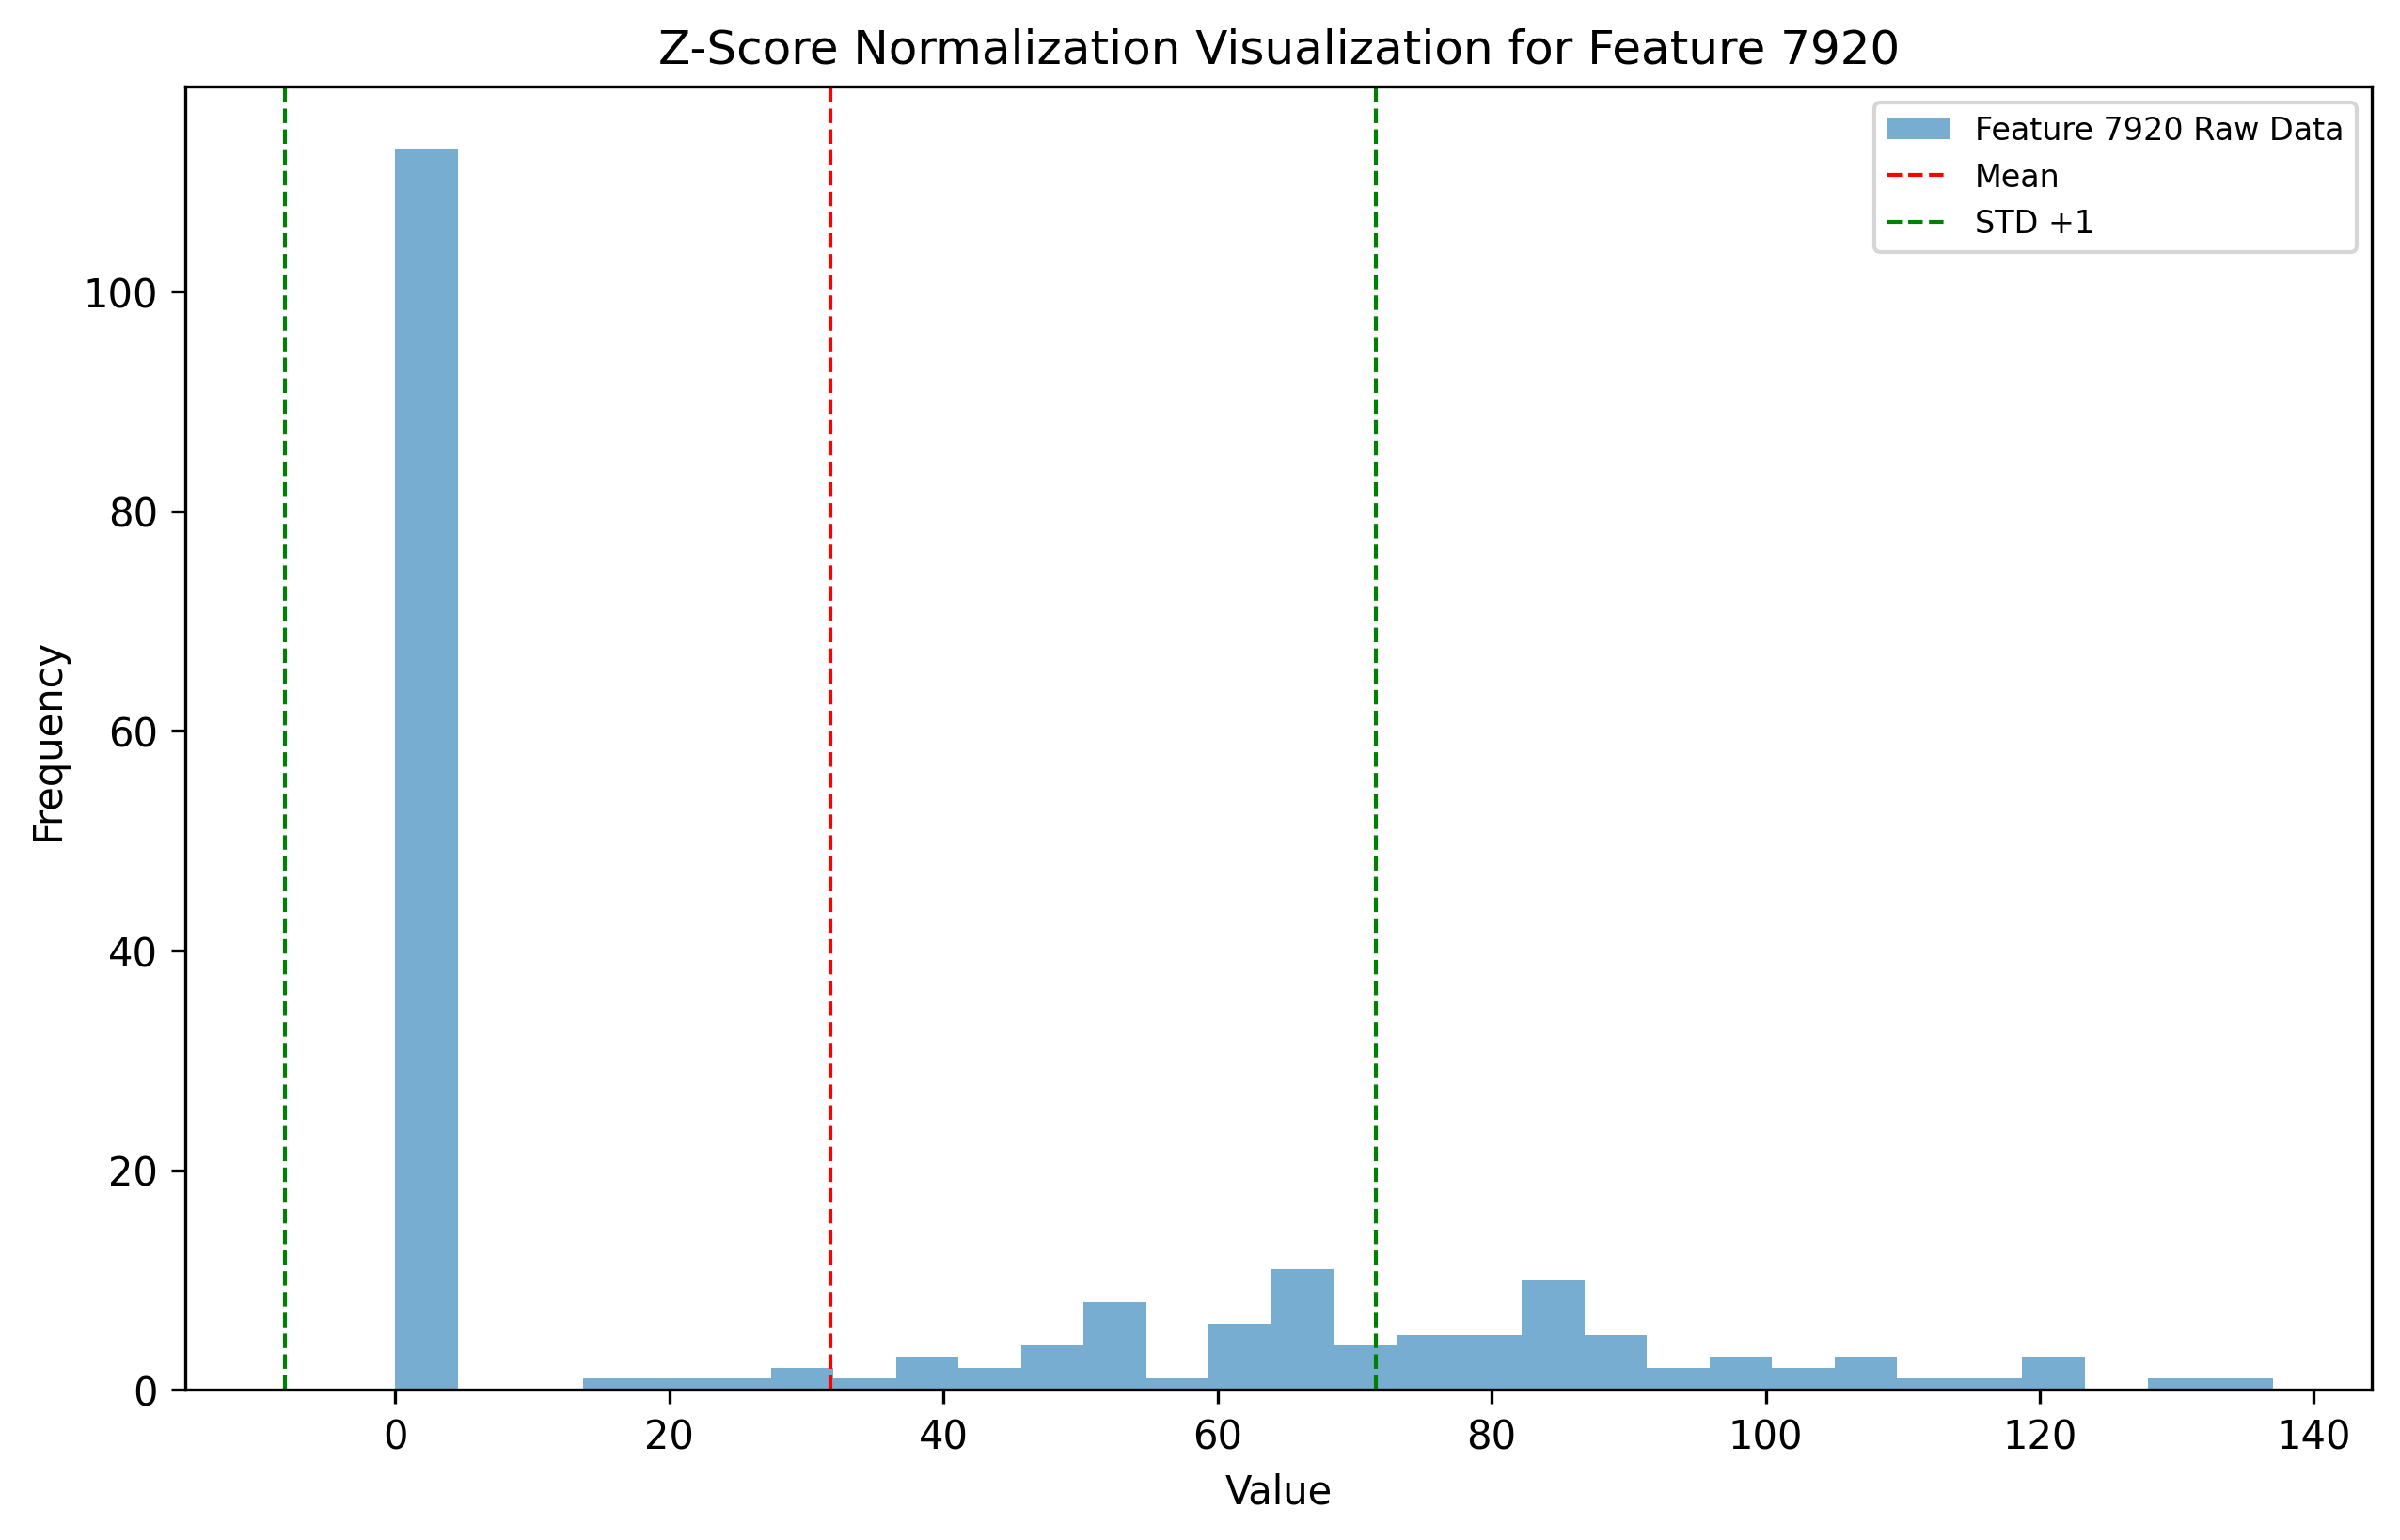 Z-Score Normalization Visualization for Feature 7920
Feature 7920 Raw Data
Mean
STD +1
100
80
60
40
20
0
Frequency
0 20 40 60 80 100 120 140
Value